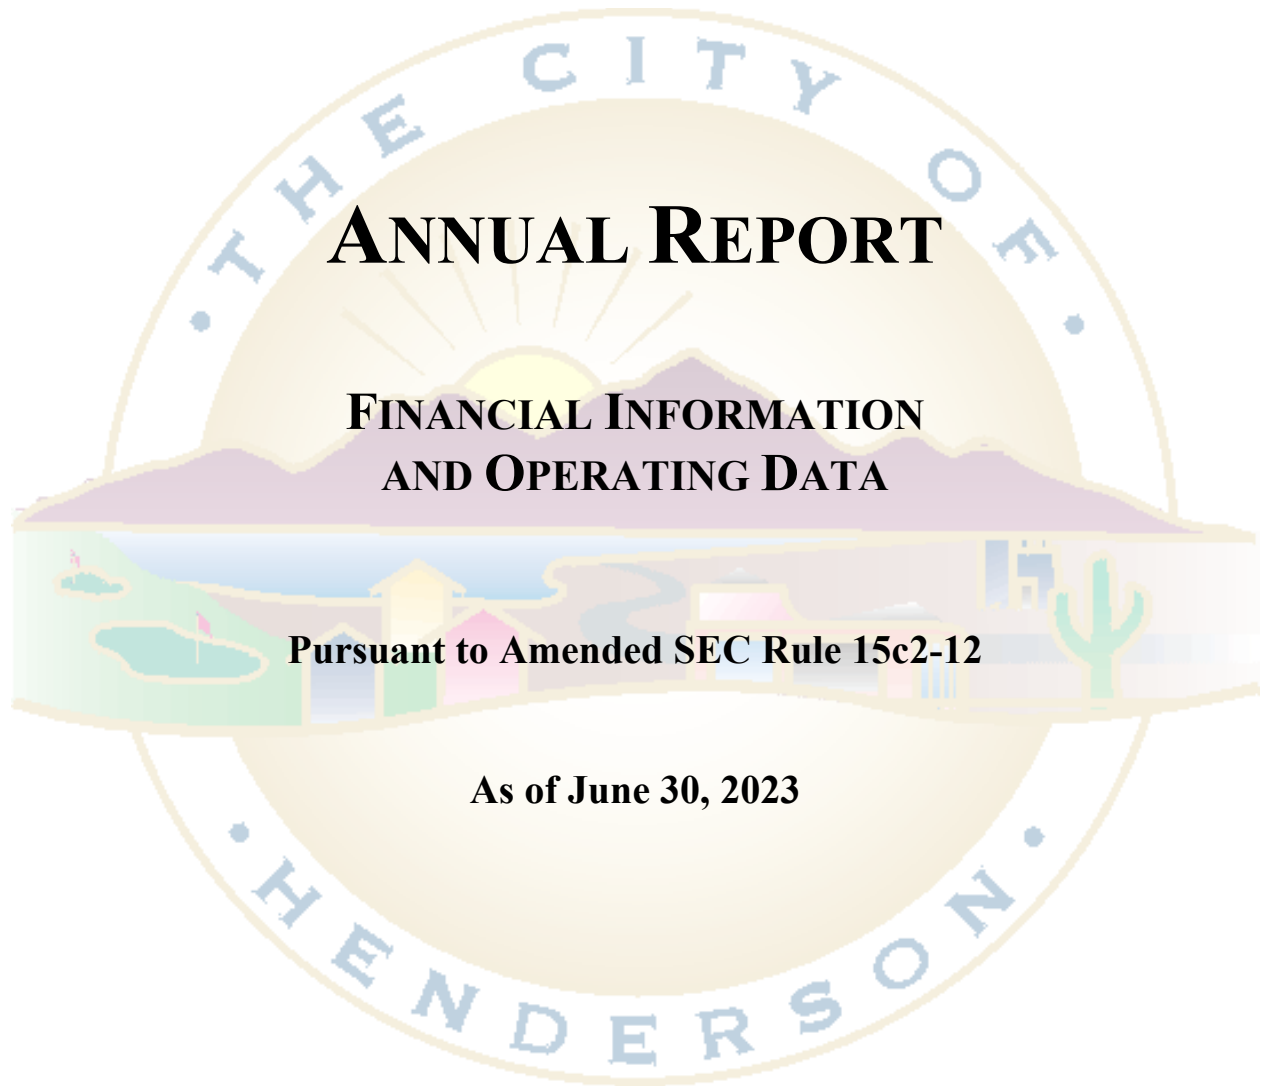 THE CITY OF
ANNUAL REPORT
FINANCIAL INFORMATION
AND OPERATING DATA
Pursuant to Amended SEC Rule 15c2-12
As of June 30, 2023
HENDERSON